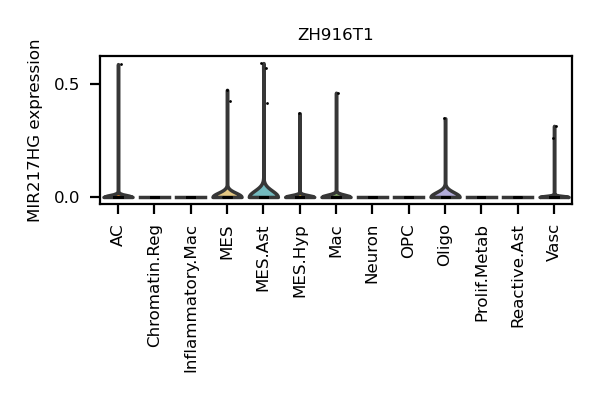 ZH916T1
MIR217HG expression
0.5
0.0
AC
Chromatin.Reg
Inflammatory.Mac
MES
MES.Ast
MES.Hyp
Mac
Neuron
OPC
Oligo
Prolif.Metab
Reactive.Ast
Vasc